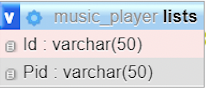 v music_player lists
Id : varchar(50)
Pid : varchar(50)